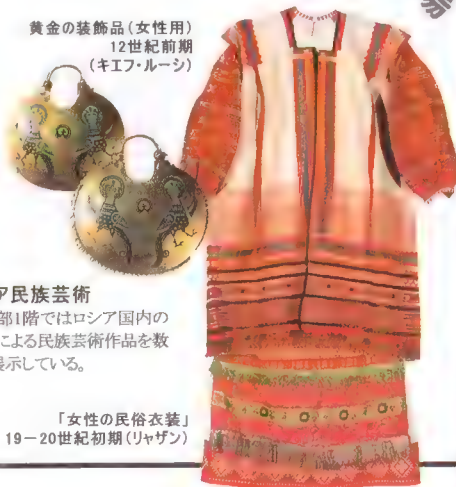 黄金の装飾品(女性用)
12世紀前期
(キエフ・ルーシ)
ア民族芸術
部1階ではロシア国内の
による民族芸術作品を数
展示している。
「女性の民俗衣装」
19－20世紀初期(リャザン)